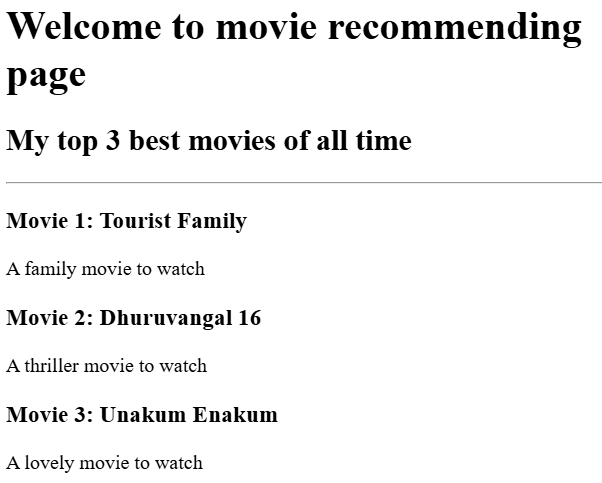 Welcome to movie recommending
page
My top 3 best movies of all time
Movie 1: Tourist Family
A family movie to watch
Movie 2: Dhuruvangal 16
A thriller movie to watch
Movie 3: Unakum Enakum
A lovely movie to watch